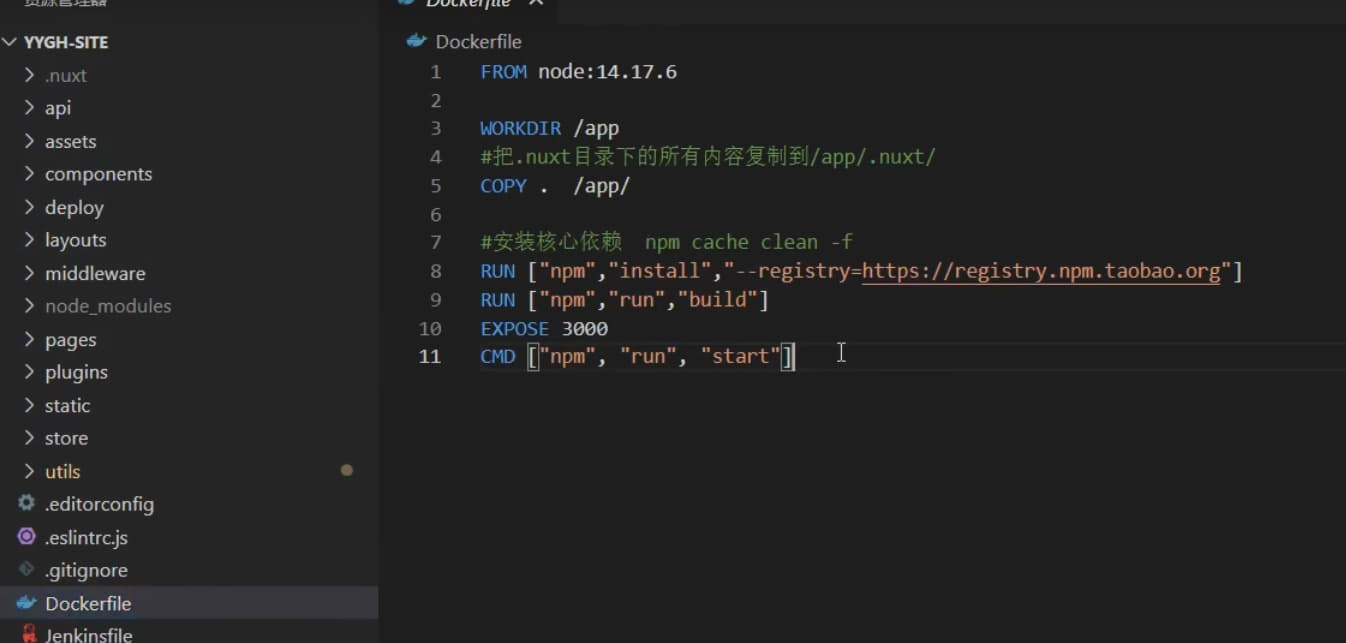 资源管理器
YYGH-SITE
.nuxt
api
assets
components
deploy
layouts
middleware
node_modules
pages
plugins
static
store
utils
.editorconfig
.eslintrc.js
.gitignore
Dockerfile
Jenkinsfile
Dockerfile
Dockerfile
1 FROM node:14.17.6
2
3 WORKDIR /app
4 #把.nuxt目录下的所有内容复制到/app/.nuxt/
5 COPY .  /app/
6
7 #安装核心依赖  npm cache clean -f
8 RUN ["npm","install","--registry=https://registry.npm.taobao.org"]
9 RUN ["npm","run","build"]
10 EXPOSE 3000
11 CMD ["npm", "run", "start"]